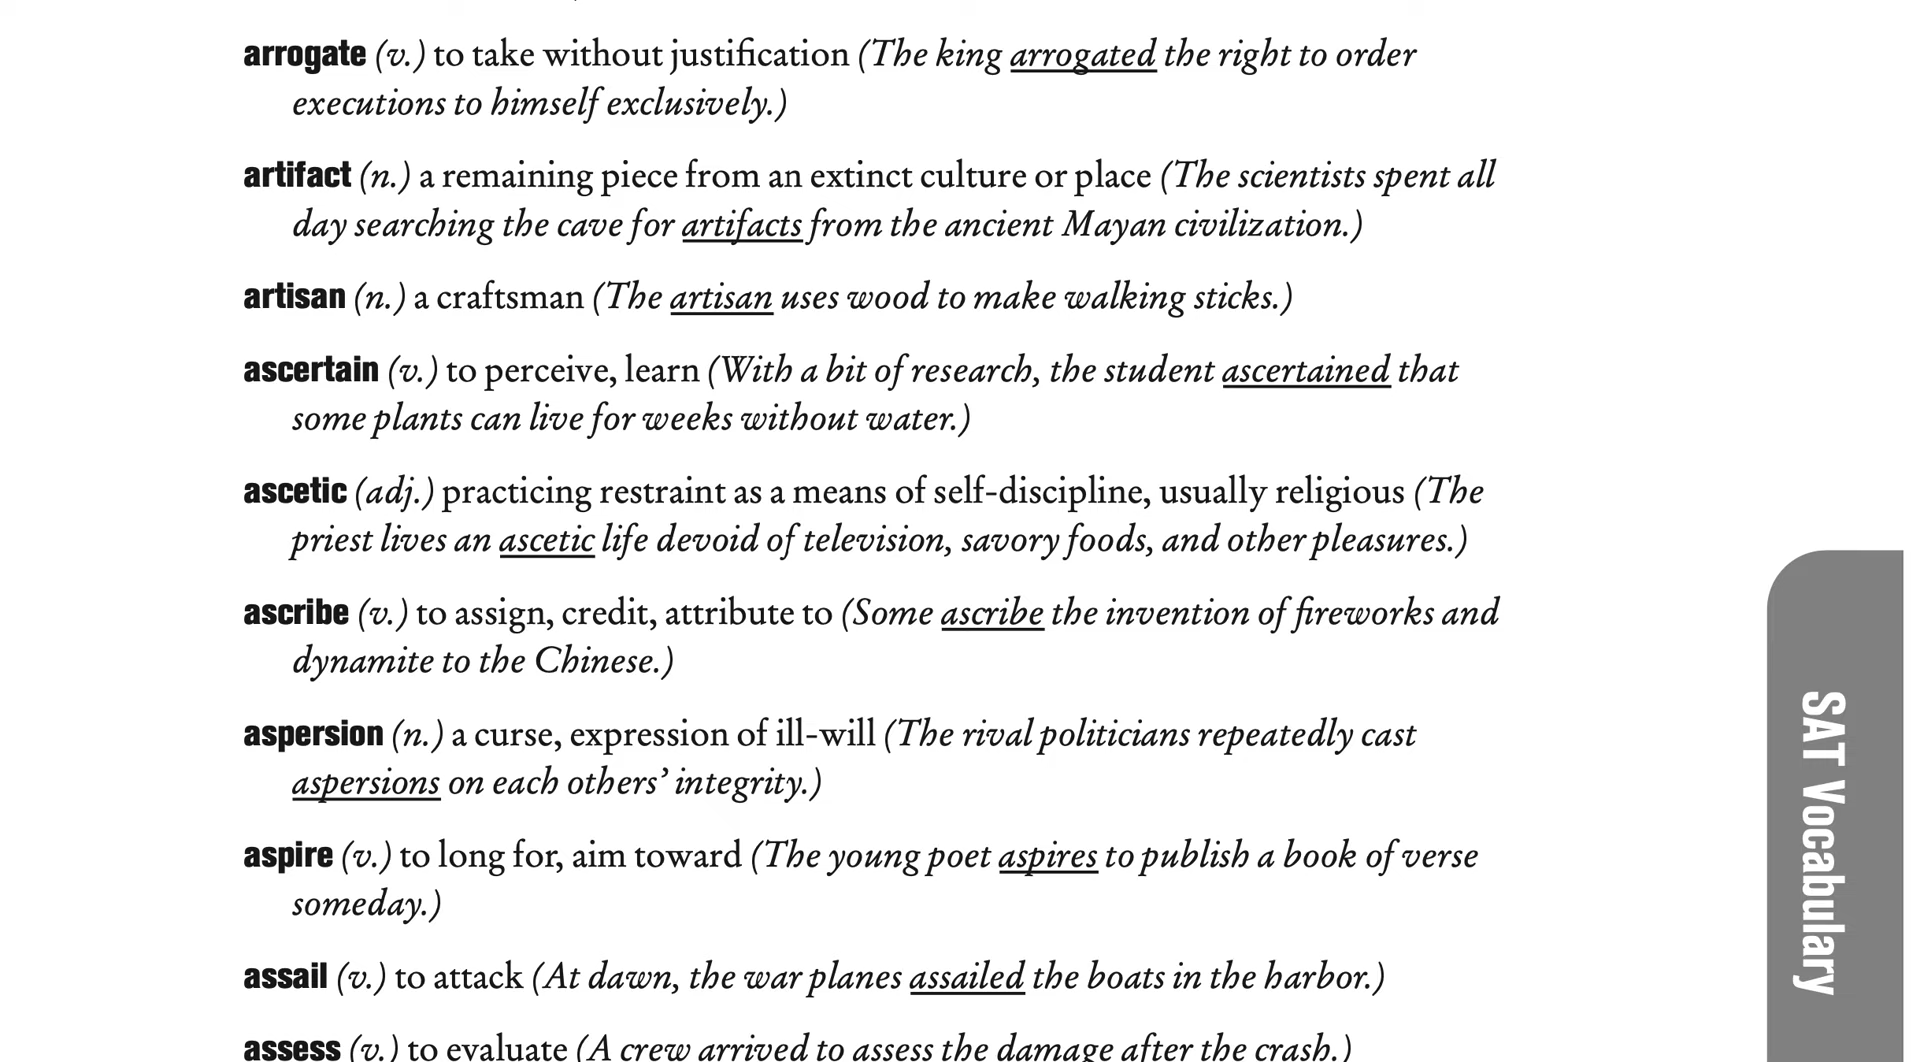 arrogate (v.) to take without justification (The king arrogated the right to order
executions to himself exclusively.)
artifact (n.) a remaining piece from an extinct culture or place (The scientists spent all
day searching the cave for artifacts from the ancient Mayan civilization.)
artisan (n.) a craftsman (The artisan uses wood to make walking sticks.)
ascertain (v.) to perceive, learn (With a bit of research, the student ascertained that
some plants can live for weeks without water.)
ascetic (adj.) practicing restraint as a means of self-discipline, usually religious (The
priest lives an ascetic life devoid of television, savory foods, and other pleasures.)
ascribe (v.) to assign, credit, attribute to (Some ascribe the invention of fireworks and
dynamite to the Chinese.)
aspersion (n.) a curse, expression of ill-will (The rival politicians repeatedly cast
aspersions on each others’ integrity.)
aspire (v.) to long for, aim toward (The young poet aspires to publish a book of verse
someday.)
assail (v.) to attack (At dawn, the war planes assailed the boats in the harbor.)
assess (v.) to evaluate (A crew arrived to assess the damage after the crash.)
SAT Vocabulary